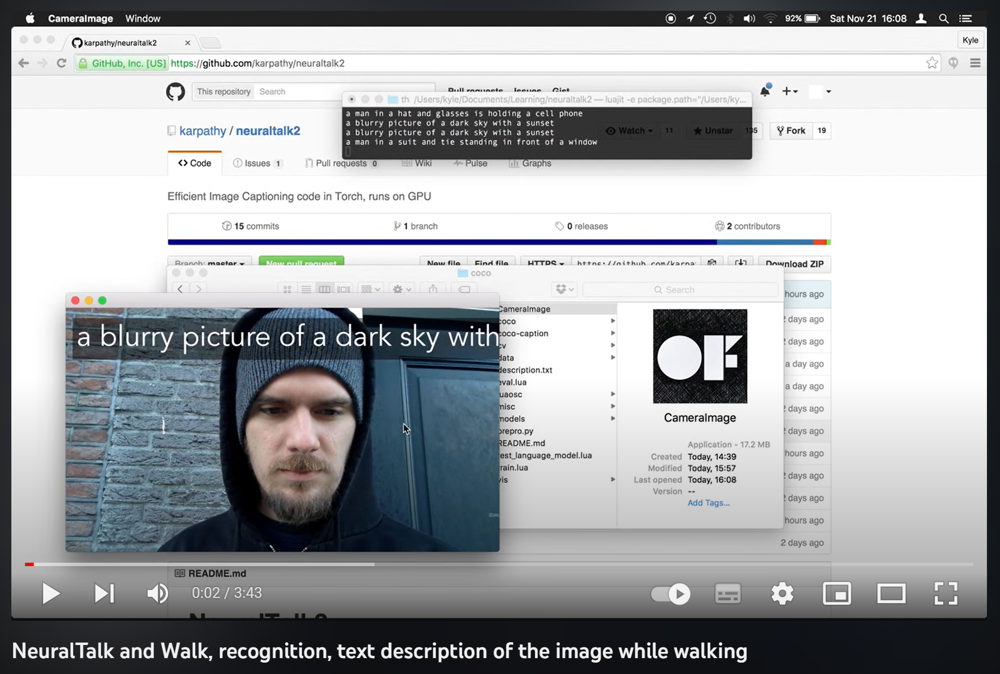 CameraImage Window 92% Sat Nov 21 16:08
karpathy/neuraltalk2 Kyle
GitHub, Inc. [US] https://github.com/karpathy/neuraltalk2
This repository Search Pull requests Issues Gist
th /Users/kyle/Documents/Learning/neuraltalk2 — luajit -e package.path="/Users/ky...
a man in a hat and glasses is holding a cell phone
a blurry picture of a dark sky with a sunset
a blurry picture of a dark sky with a sunset
a man in a suit and tie standing in front of a window
karpathy / neuraltalk2 Watch 11 Unstar 135 Fork 19
Code Issues 1 Pull requests 0 Wiki Pulse Graphs
Efficient Image Captioning code in Torch, runs on GPU
15 commits 1 branch 0 releases 2 contributors
Branch: master New pull request New file Find file HTTPS https://github.com/karpa Download ZIP
coco
Search
a blurry picture of a dark sky with
CameraImage
coco
coco-caption
cv
data
description.txt
eval.lua
luaosc
misc
models
prepro.py
README.md
test_language_model.lua
train.lua
vis
OF
CameraImage
Application - 17.2 MB
Created Today, 14:39
Modified Today, 15:57
Last opened Today, 16:08
Version --
Add Tags...
hours ago
2 days ago
2 days ago
a day ago
a day ago
2 days ago
2 days ago
hours ago
2 days ago
2 days ago
hours ago
2 days ago
README.md
0:02 / 3:43
NeuralTalk2
NeuralTalk and Walk, recognition, text description of the image while walking